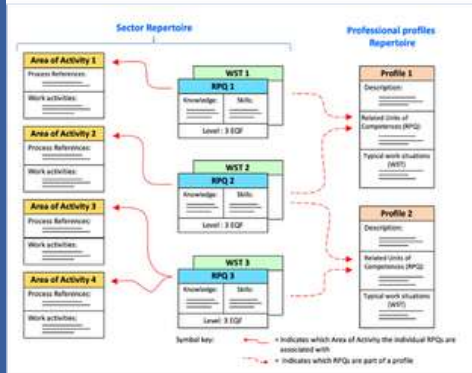 Sector Repertoire
Professional profiles
Repertoire
Area of Activity 1
Process References:
Work activities:
Area of Activity 2
Process References:
Work activities:
Area of Activity 3
Process References:
Work activities:
Area of Activity 4
Process References:
Work activities:
WST 1
RPQ 1
Knowledge: Skills:
Level : 3 EQF
WST 2
RPQ 2
Knowledge: Skills:
Level : 3 EQF
WST 3
RPQ 3
Knowledge: Skills:
Level: 3 EQF
Profile 1
Description:
Related Units of
Competences (RPQ):
Typical work situations
(WST)
Profile 2
Description:
Related Units of
Competences (RPQ):
Typical work situations
(WST)
Symbol key:
= Indicates which Area of Activity the individual RPQs are
associated with
= Indicates which RPQs are part of a profile